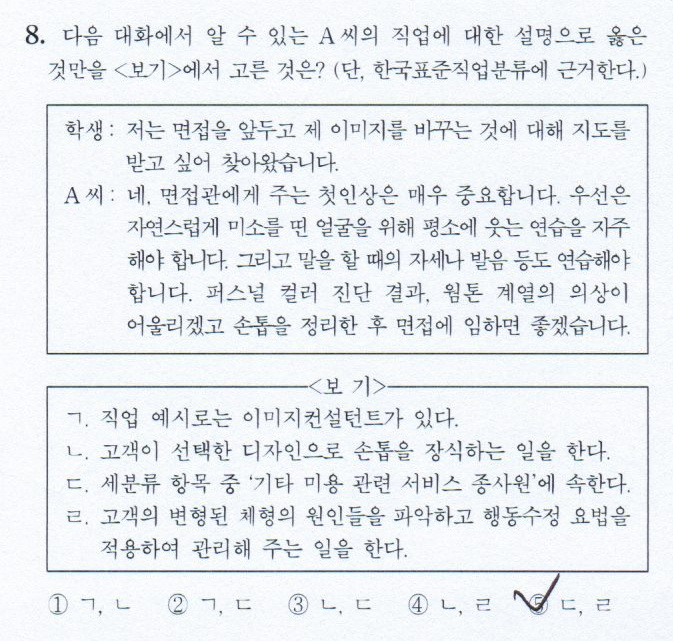 8. 다음 대화에서 알 수 있는 A 씨의 직업에 대한 설명으로 옳은
것만을 <보기>에서 고른 것은? (단, 한국표준직업분류에 근거한다.)
학생 : 저는 면접을 앞두고 제 이미지를 바꾸는 것에 대해 지도를
받고 싶어 찾아왔습니다.
A 씨 : 네, 면접관에게 주는 첫인상은 매우 중요합니다. 우선은
자연스럽게 미소를 띤 얼굴을 위해 평소에 웃는 연습을 자주
해야 합니다. 그리고 말을 할 때의 자세나 발음 등도 연습해야
합니다. 퍼스널 컬러 진단 결과, 웜톤 계열의 의상이
어울리겠고 손톱을 정리한 후 면접에 임하면 좋겠습니다.
<보 기>
ㄱ. 직업 예시로는 이미지컨설턴트가 있다.
ㄴ. 고객이 선택한 디자인으로 손톱을 장식하는 일을 한다.
ㄷ. 세분류 항목 중 ‘기타 미용 관련 서비스 종사원’에 속한다.
ㄹ. 고객의 변형된 체형의 원인들을 파악하고 행동수정 요법을
적용하여 관리해 주는 일을 한다.
① ㄱ, ㄴ ② ㄱ, ㄷ ③ ㄴ, ㄷ ④ ㄴ, ㄹ ⑤ ㄷ, ㄹ